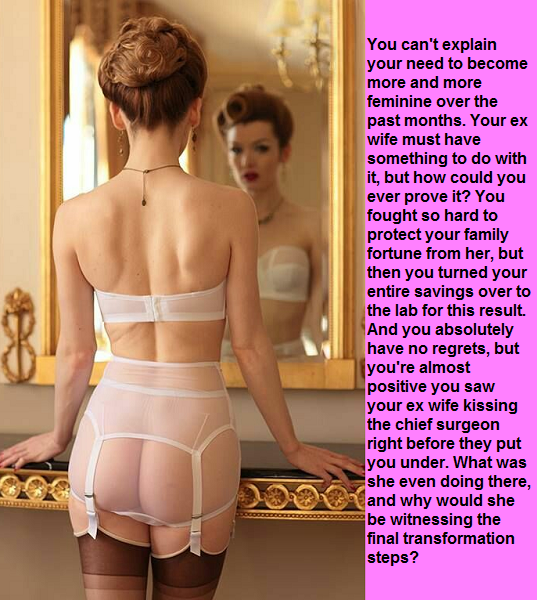 You can't explain
your need to become
more and more
feminine over the
past months. Your ex
wife must have
something to do with
it, but how could you
ever prove it? You
fought so hard to
protect your family
fortune from her, but
then you turned your
entire savings over to
the lab for this result.
And you absolutely
have no regrets, but
you're almost
positive you saw
your ex wife kissing
the chief surgeon
right before they put
you under. What was
she even doing there,
and why would she
be witnessing the
final transformation
steps?